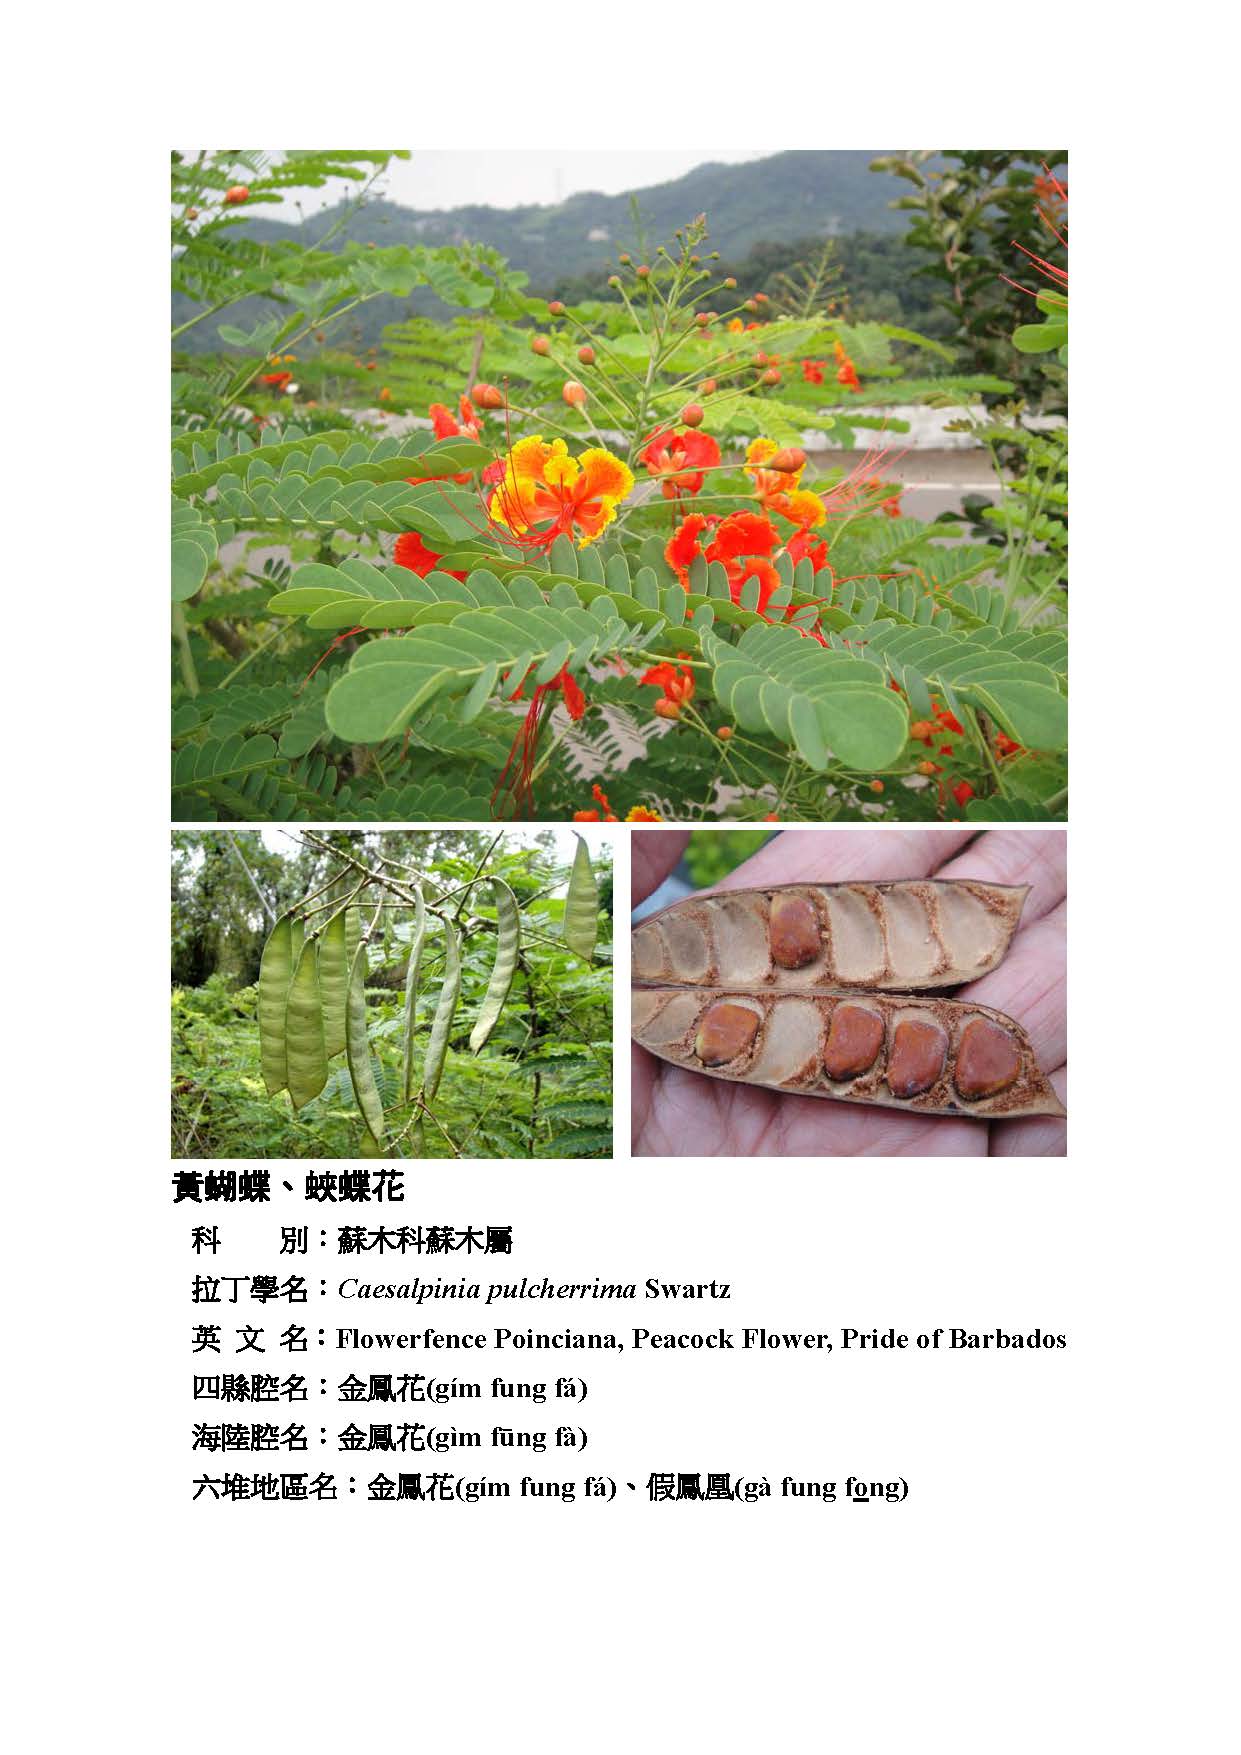 黃蝴蝶、蛺蝶花
科　　別：蘇木科蘇木屬
拉丁學名：Caesalpinia pulcherrima Swartz
英 文 名：Flowerfence Poinciana, Peacock Flower, Pride of Barbados
四縣腔名：金鳳花(gím fung fá)
海陸腔名：金鳳花(gìm fūng fà)
六堆地區名：金鳳花(gím fung fá)、假鳳凰(gà fung fong)